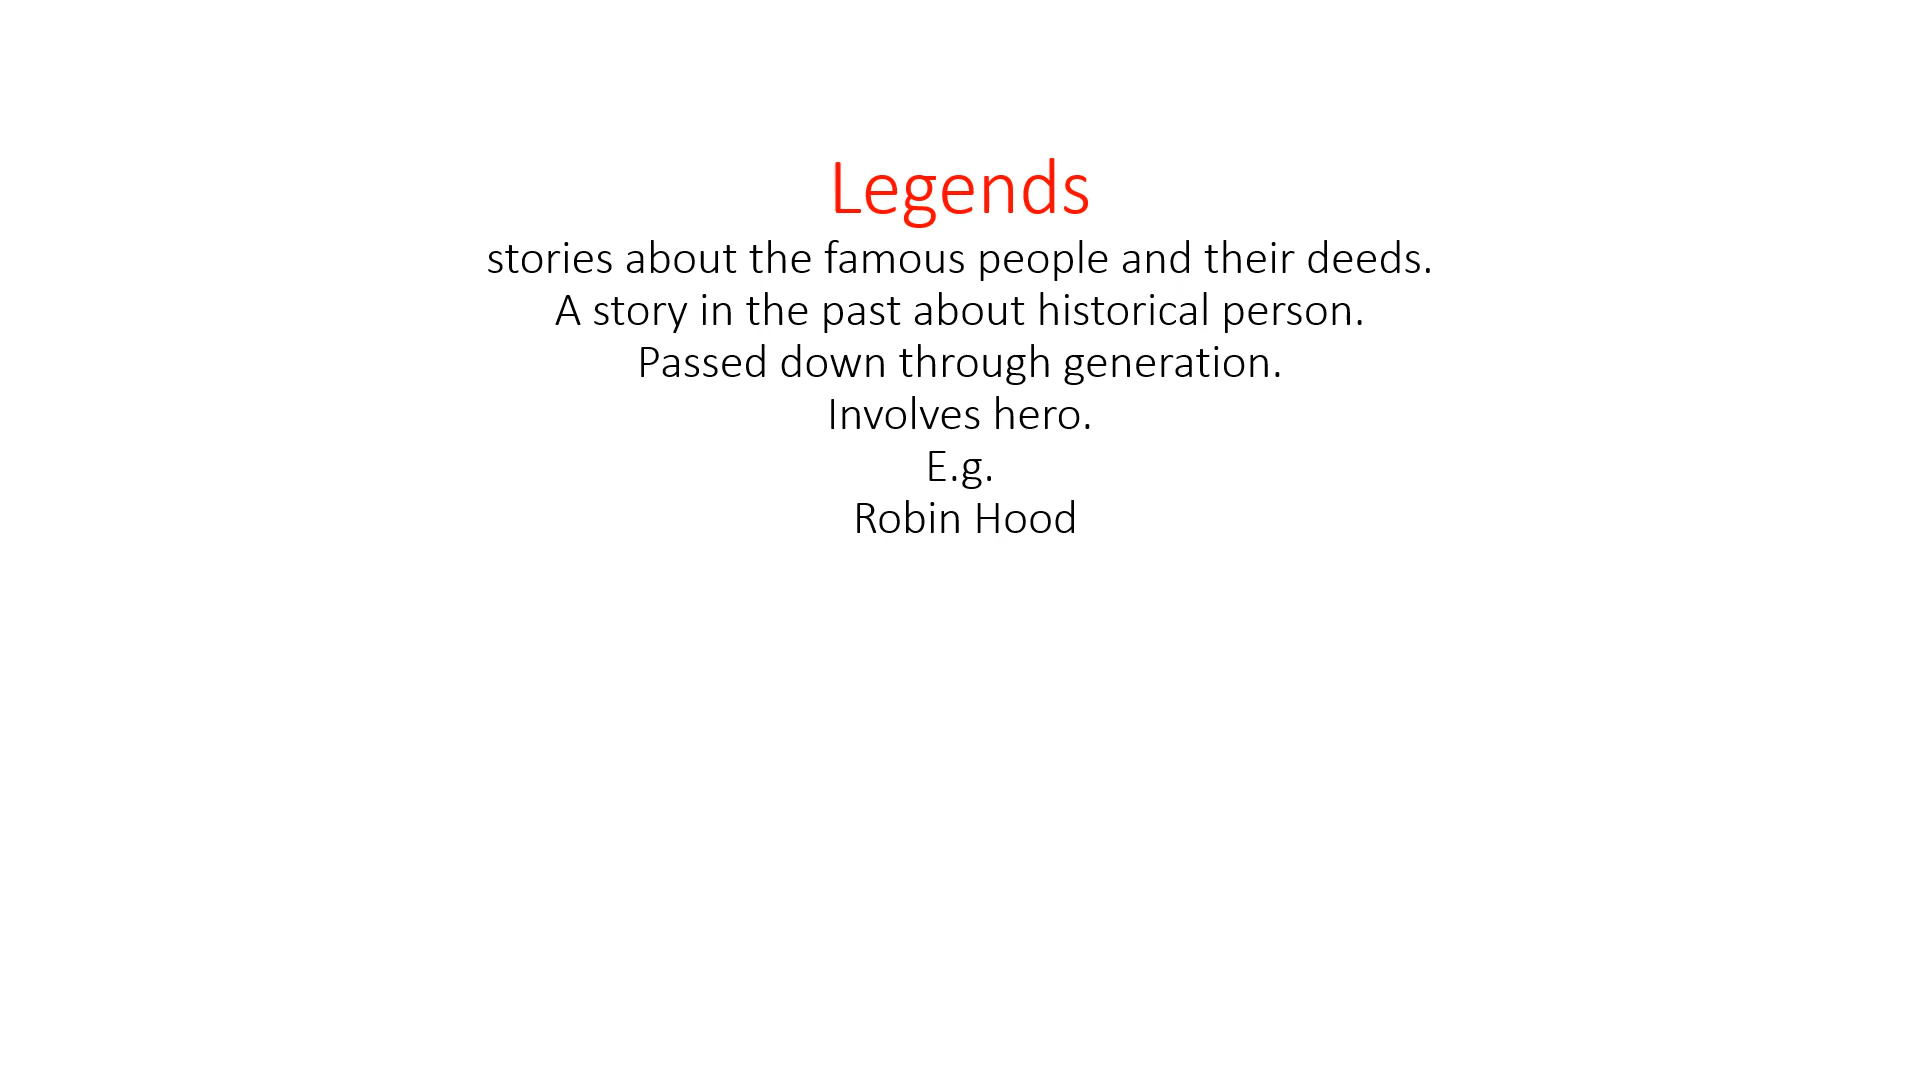 Legends
stories about the famous people and their deeds.
A story in the past about historical person.
Passed down through generation.
Involves hero.
E.g.
Robin Hood